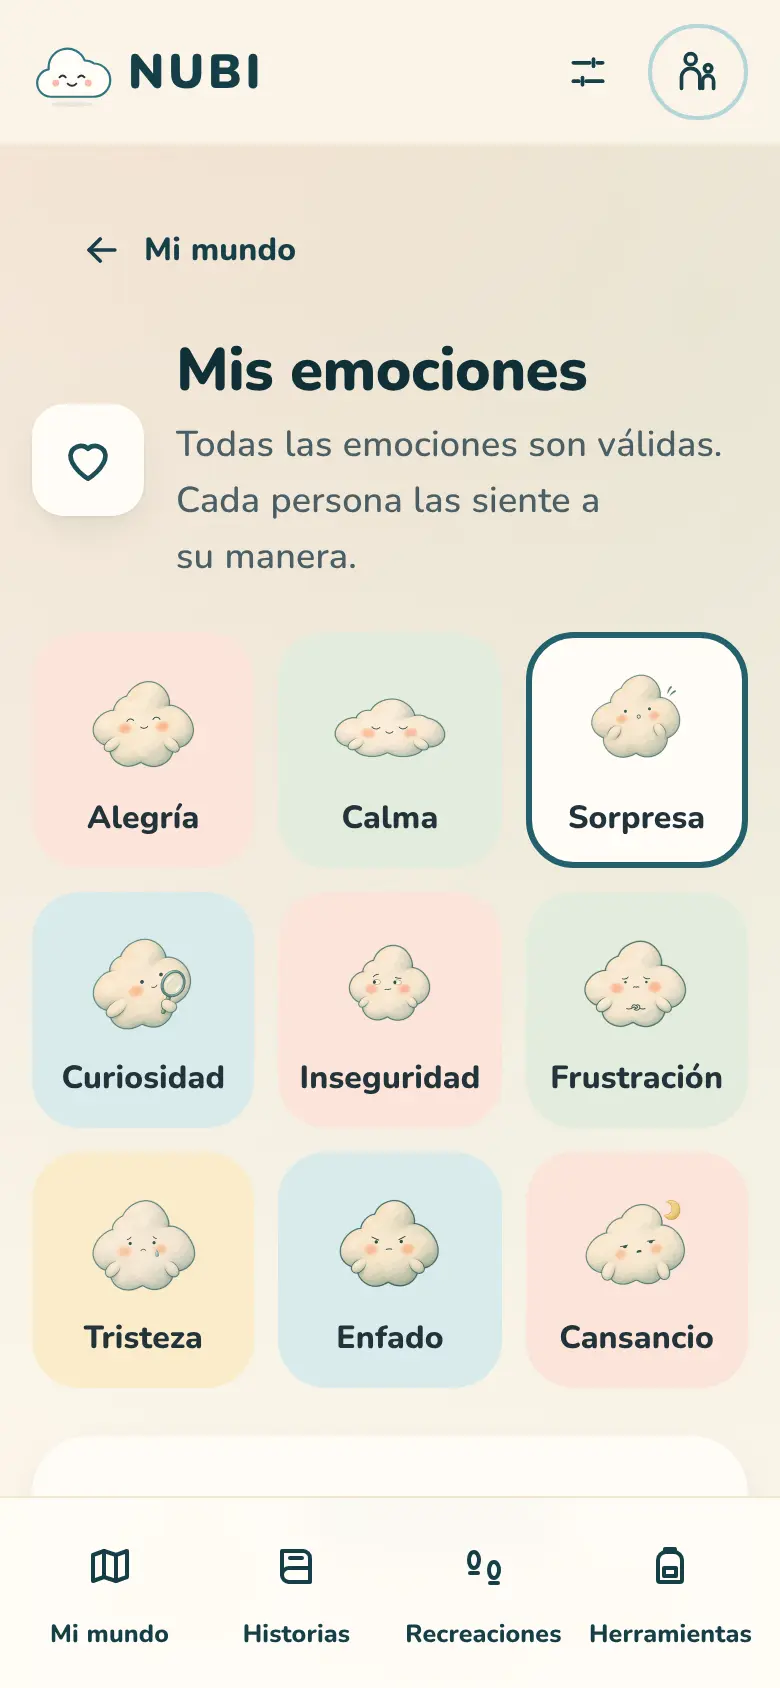 NUBI
Mi mundo
Mis emociones
Todas las emociones son válidas.
Cada persona las siente a
su manera.
Alegría
Calma
Sorpresa
Curiosidad
Inseguridad
Frustración
Tristeza
Enfado
Cansancio
Mi mundo
Historias
Recreaciones
Herramientas